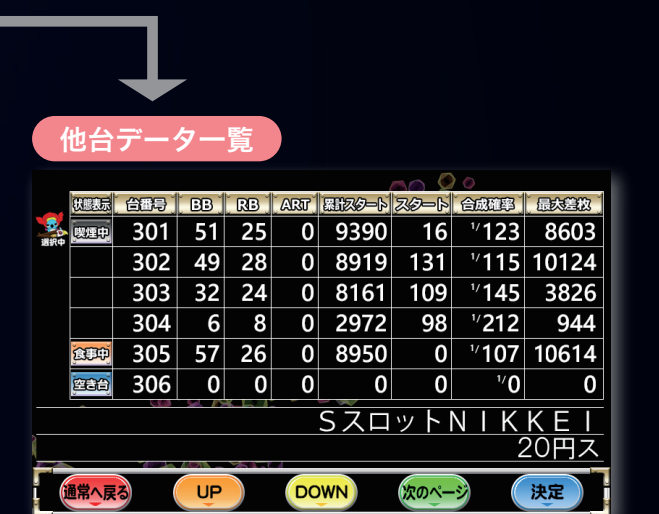 他台データ一覧
状態表示 台番号 BB RB ART 累計スタート スタート 合成確率 最大差枚
選択中 喫煙中 301 51 25 0 9390 16 1/123 8603
302 49 28 0 8919 131 1/115 10124
303 32 24 0 8161 109 1/145 3826
304 6 8 0 2972 98 1/212 944
食事中 305 57 26 0 8950 0 1/107 10614
空き台 306 0 0 0 0 0 1/0 0
SスロットNIKKEI
20円ス
通常へ戻る UP DOWN 次のページ 決定